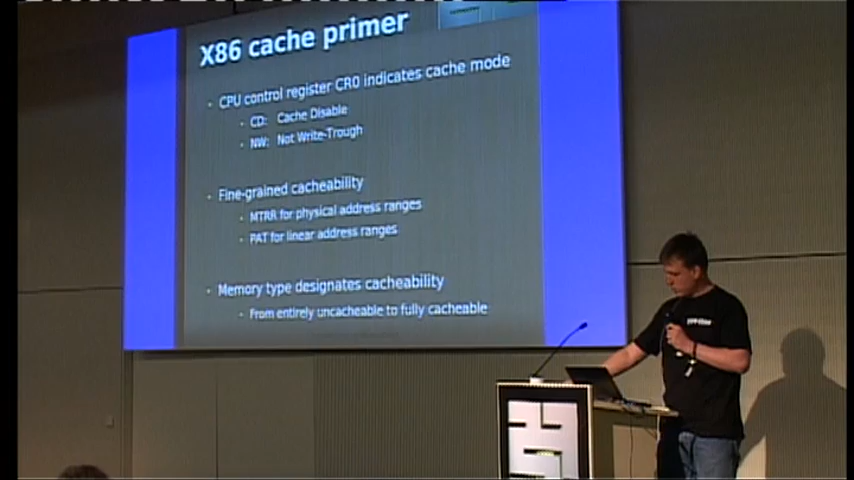 X86 cache primer
CPU control register CR0 indicates cache mode
CD: Cache Disable
NW: Not Write-Trough
Fine-grained cacheability
MTRR for physical address ranges
PAT for linear address ranges
Memory type designates cacheability
From entirely uncacheable to fully cacheable